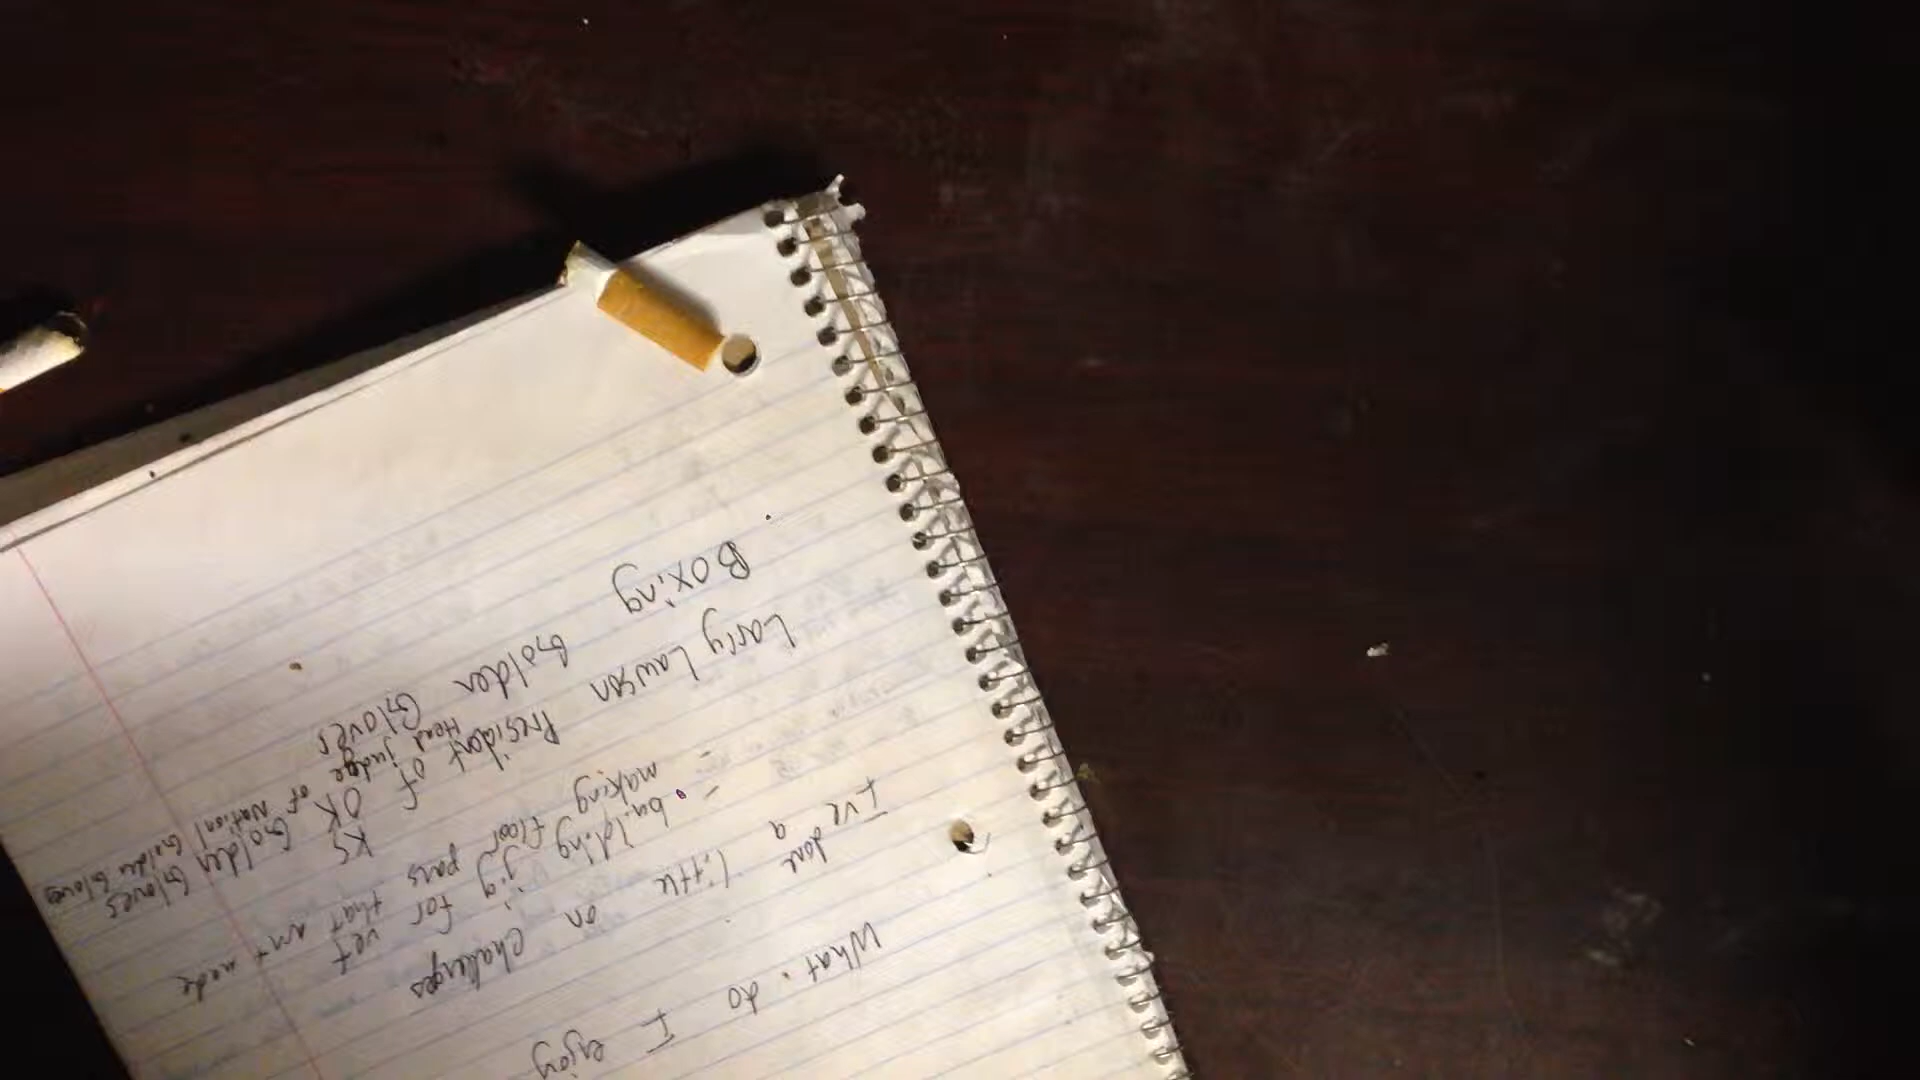 What do I enjoy
I've done a little on challenges
- building jig for vet
- making floor pans that arnt made
KS
Larry Lawson President of OK Golden Gloves
Head judge of National Golden Gloves
Boxing Golden Gloves